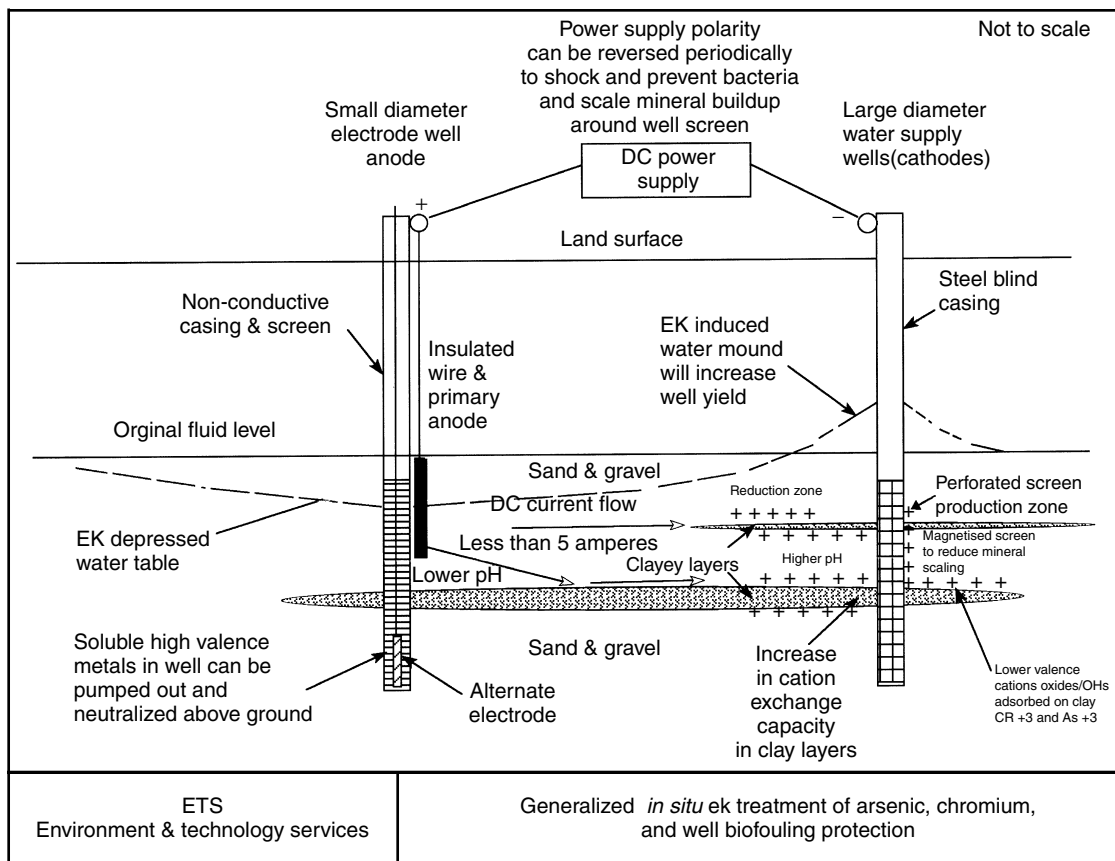 Power supply polarity
can be reversed periodically
to shock and prevent bacteria
and scale mineral buildup
around well screen
Not to scale
Small diameter
electrode well
anode
Large diameter
water supply
wells(cathodes)
DC power
supply
+
−
Land surface
Non-conductive
casing & screen
Steel blind
casing
Insulated
wire &
primary
anode
EK induced
water mound
will increase
well yield
Orginal fluid level
Sand & gravel
Reduction zone
+ + + + +
+
Perforated screen
production zone
DC current flow
EK depressed
water table
Less than 5 amperes
+ + + + + +
Magnetised screen
to reduce mineral
scaling
+
+
Lower pH
Clayey layers
Higher pH
+ + + + + +
+ + + + +
+ + + + +
Sand & gravel
Soluble high valence
metals in well can be
pumped out and
neutralized above ground
Alternate
electrode
Increase
in cation
exchange
capacity
in clay layers
Lower valence
cations oxides/OHs
adsorbed on clay
CR +3 and As +3
ETS
Environment & technology services
Generalized in situ ek treatment of arsenic, chromium,
and well biofouling protection